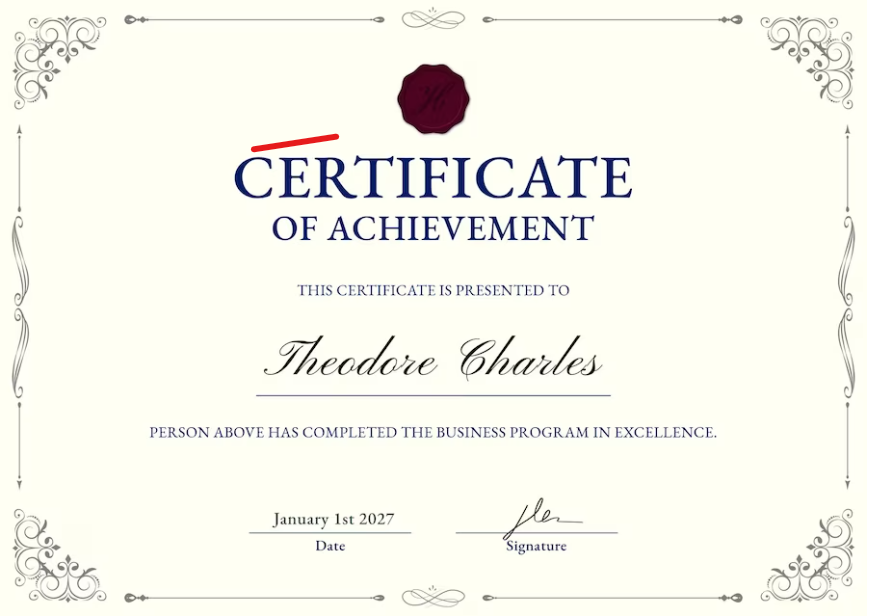 CERTIFICATE
OF ACHIEVEMENT
THIS CERTIFICATE IS PRESENTED TO
Theodore Charles
PERSON ABOVE HAS COMPLETED THE BUSINESS PROGRAM IN EXCELLENCE.
January 1st 2027
Date
Signature